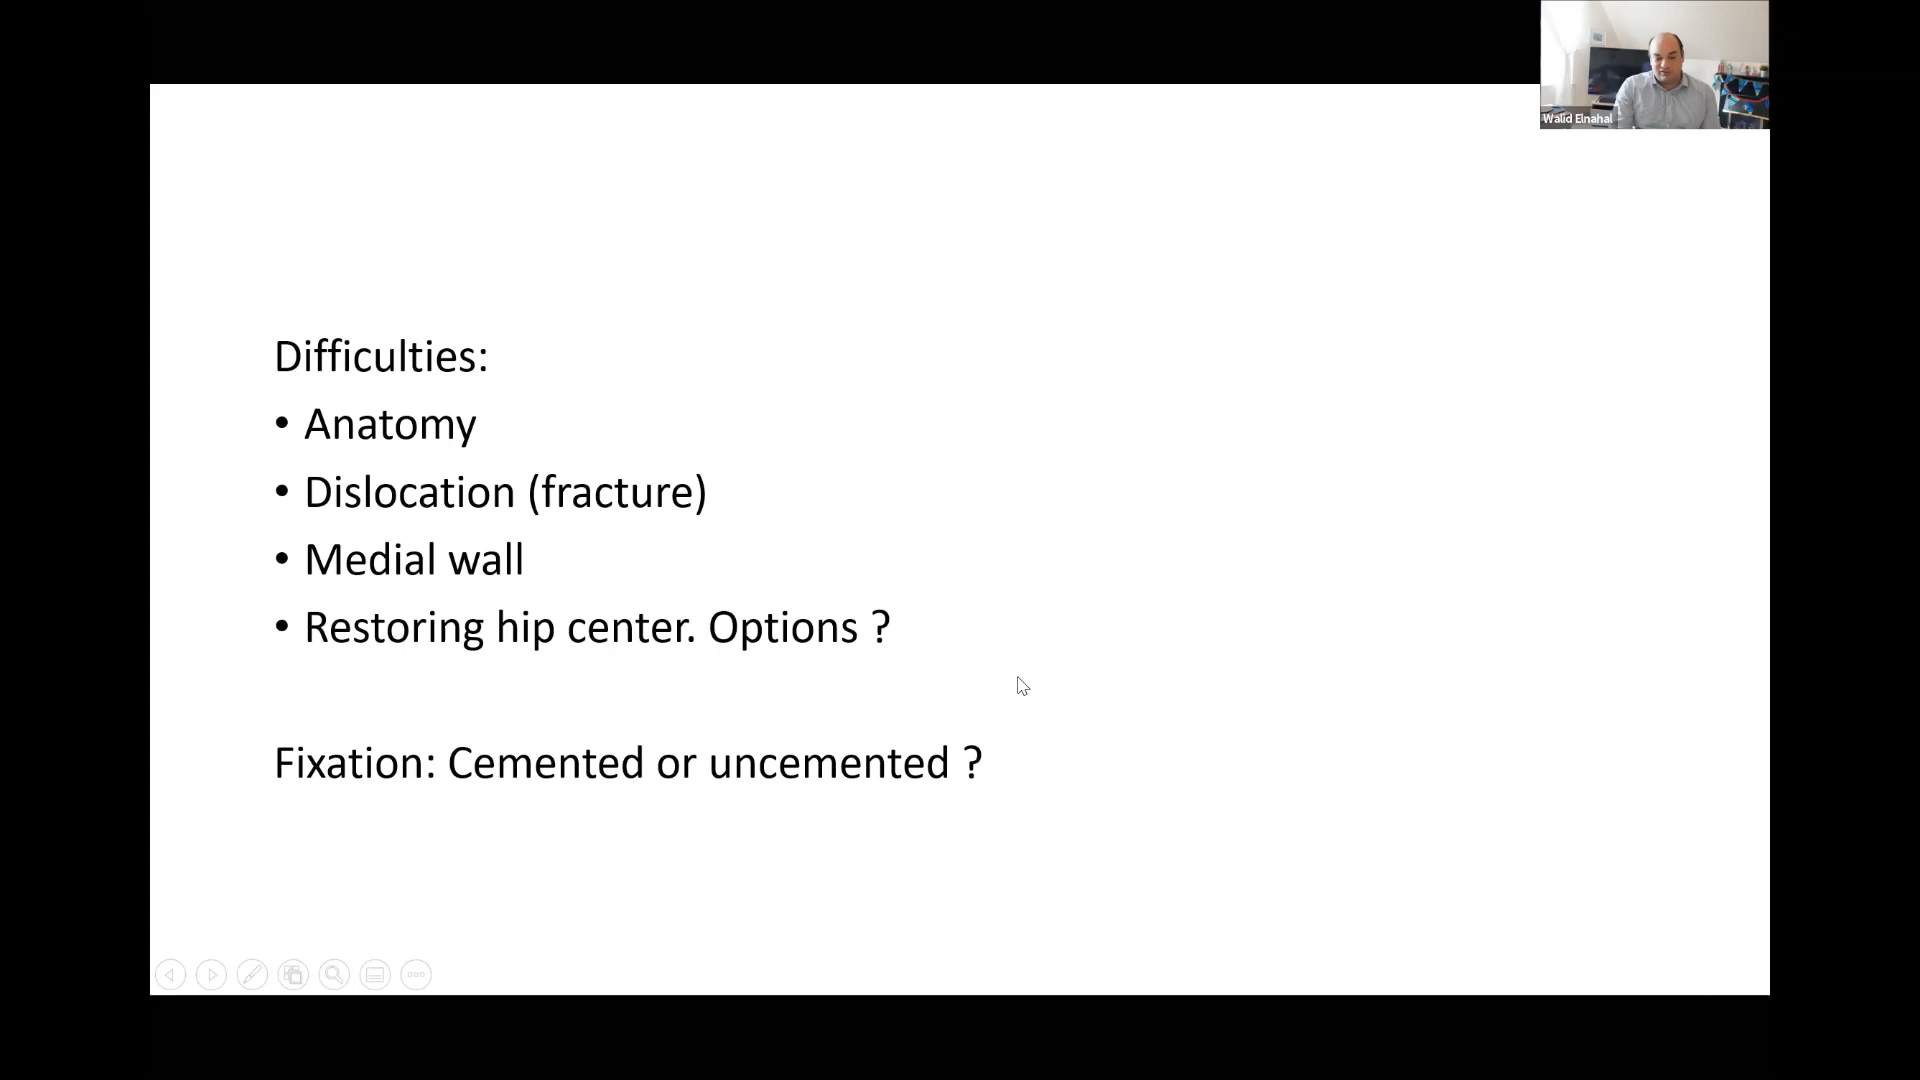 Walid Elnahal
Difficulties:
• Anatomy
• Dislocation (fracture)
• Medial wall
• Restoring hip center. Options ?
Fixation: Cemented or uncemented ?